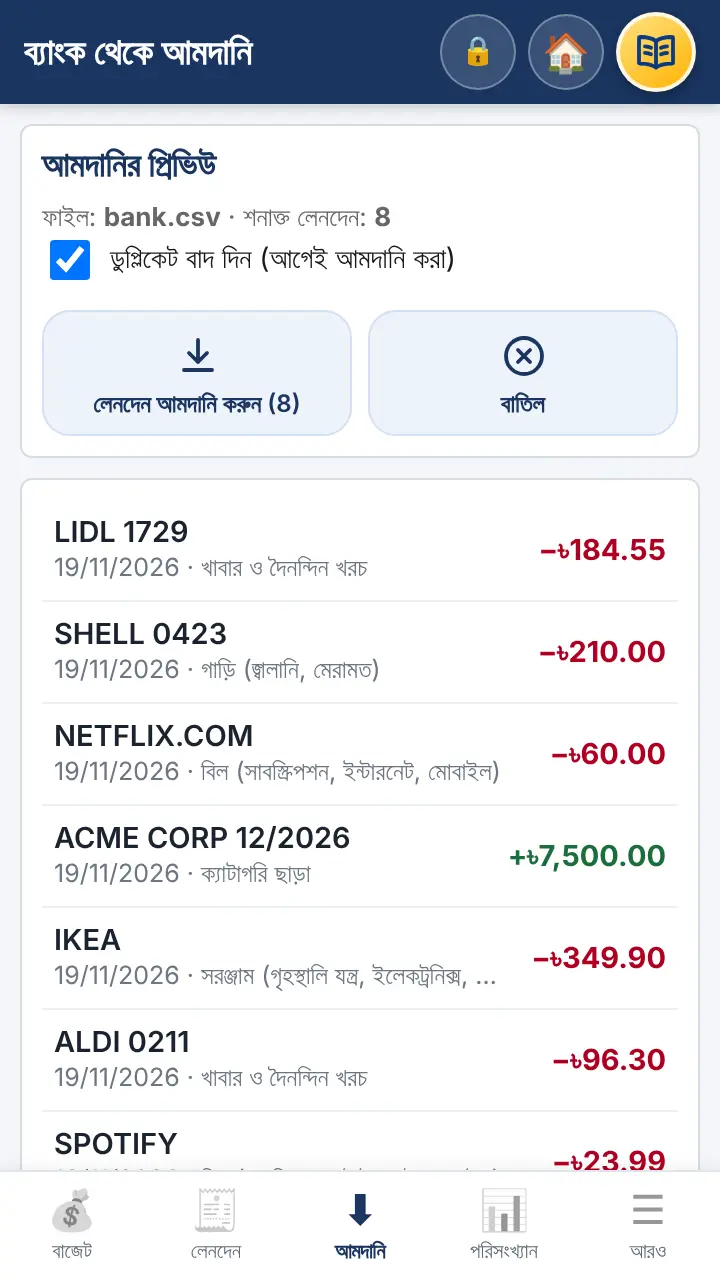 ব্যাংক থেকে আমদানি
আমদানির প্রিভিউ
ফাইল: bank.csv · শনাক্ত লেনদেন: 8
ডুপ্লিকেট বাদ দিন (আগেই আমদানি করা)
লেনদেন আমদানি করুন (8)
বাতিল
LIDL 1729
19/11/2026 · খাবার ও দৈনন্দিন খরচ
−৳184.55
SHELL 0423
19/11/2026 · গাড়ি (জ্বালানি, মেরামত)
−৳210.00
NETFLIX.COM
19/11/2026 · বিল (সাবস্ক্রিপশন, ইন্টারনেট, মোবাইল)
−৳60.00
ACME CORP 12/2026
19/11/2026 · ক্যাটাগরি ছাড়া
+৳7,500.00
IKEA
19/11/2026 · সরঞ্জাম (গৃহস্থালি যন্ত্র, ইলেকট্রনিক্স, ...
−৳349.90
ALDI 0211
19/11/2026 · খাবার ও দৈনন্দিন খরচ
−৳96.30
SPOTIFY
−৳23.99
বাজেট
লেনদেন
আমদানি
পরিসংখ্যান
আরও